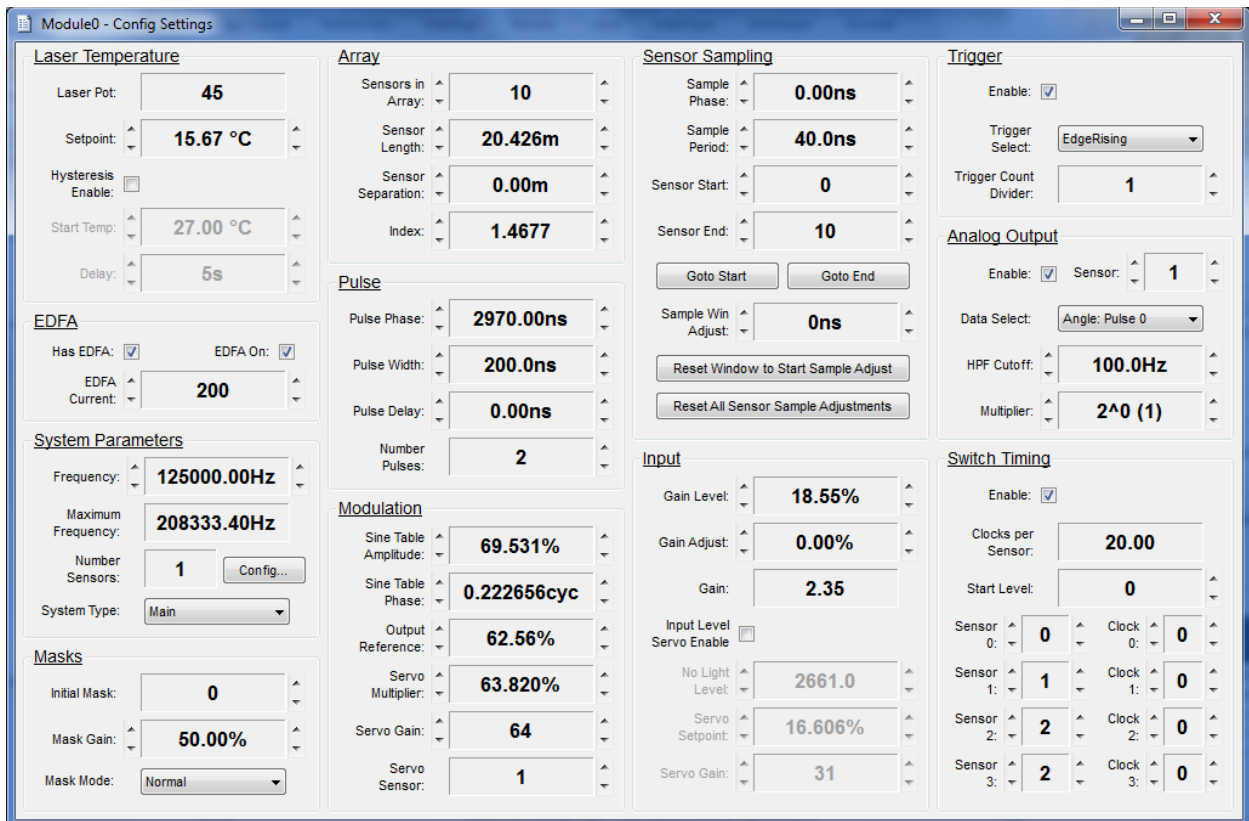 Module0 - Config Settings
Laser Temperature
Laser Pot: 45
Setpoint: 15.67 °C
Hysteresis
Enable:
Start Temp: 27.00 °C
Delay: 5s
EDFA
Has EDFA: EDFA On:
EDFA
Current: 200
System Parameters
Frequency: 125000.00Hz
Maximum
Frequency: 208333.40Hz
Number
Sensors: 1 Config...
System Type: Main
Masks
Initial Mask: 0
Mask Gain: 50.00%
Mask Mode: Normal
Array
Sensors in
Array: 10
Sensor
Length: 20.426m
Sensor
Separation: 0.00m
Index: 1.4677
Pulse
Pulse Phase: 2970.00ns
Pulse Width: 200.0ns
Pulse Delay: 0.00ns
Number
Pulses: 2
Modulation
Sine Table
Amplitude: 69.531%
Sine Table
Phase: 0.222656cyc
Output
Reference: 62.56%
Servo
Multiplier: 63.820%
Servo Gain: 64
Servo
Sensor: 1
Sensor Sampling
Sample
Phase: 0.00ns
Sample
Period: 40.0ns
Sensor Start: 0
Sensor End: 10
Goto Start Goto End
Sample Win
Adjust: 0ns
Reset Window to Start Sample Adjust
Reset All Sensor Sample Adjustments
Input
Gain Level: 18.55%
Gain Adjust: 0.00%
Gain: 2.35
Input Level
Servo Enable
No Light
Level: 2661.0
Servo
Setpoint: 16.606%
Servo Gain: 31
Trigger
Enable:
Trigger
Select: EdgeRising
Trigger Count
Divider: 1
Analog Output
Enable: Sensor: 1
Data Select: Angle: Pulse 0
HPF Cutoff: 100.0Hz
Multiplier: 2^0 (1)
Switch Timing
Enable:
Clocks per
Sensor: 20.00
Start Level: 0
Sensor
0: 0 Clock
0: 0
Sensor
1: 1 Clock
1: 0
Sensor
2: 2 Clock
2: 0
Sensor
3: 2 Clock
3: 0